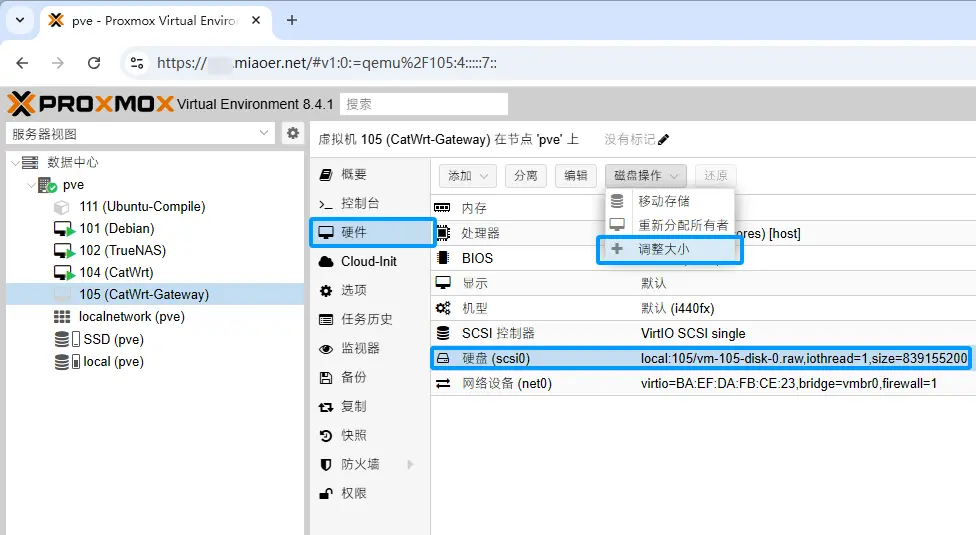 pve - Proxmox Virtual Enviro
https://
.miaoer.net/#v1:0:=qemu%2F105:4:::::7::
PROXMOX Virtual Environment 8.4.1 搜索
服务器视图
数据中心
pve
111 (Ubuntu-Compile)
101 (Debian)
102 (TrueNAS)
104 (CatWrt)
105 (CatWrt-Gateway)
localnetwork (pve)
SSD (pve)
local (pve)
虚拟机 105 (CatWrt-Gateway) 在节点 'pve' 上 没有标记
概要
控制台
硬件
Cloud-Init
选项
任务历史
监视器
备份
复制
快照
防火墙
权限
添加 分离 编辑 磁盘操作 还原
移动存储
重新分配所有者
调整大小
内存
处理器 ores) [host]
BIOS
显示 默认
机型 默认 (i440fx)
SCSI 控制器 VirtIO SCSI single
硬盘 (scsi0) local:105/vm-105-disk-0.raw,iothread=1,size=839155200
网络设备 (net0) virtio=BA:EF:DA:FB:CE:23,bridge=vmbr0,firewall=1